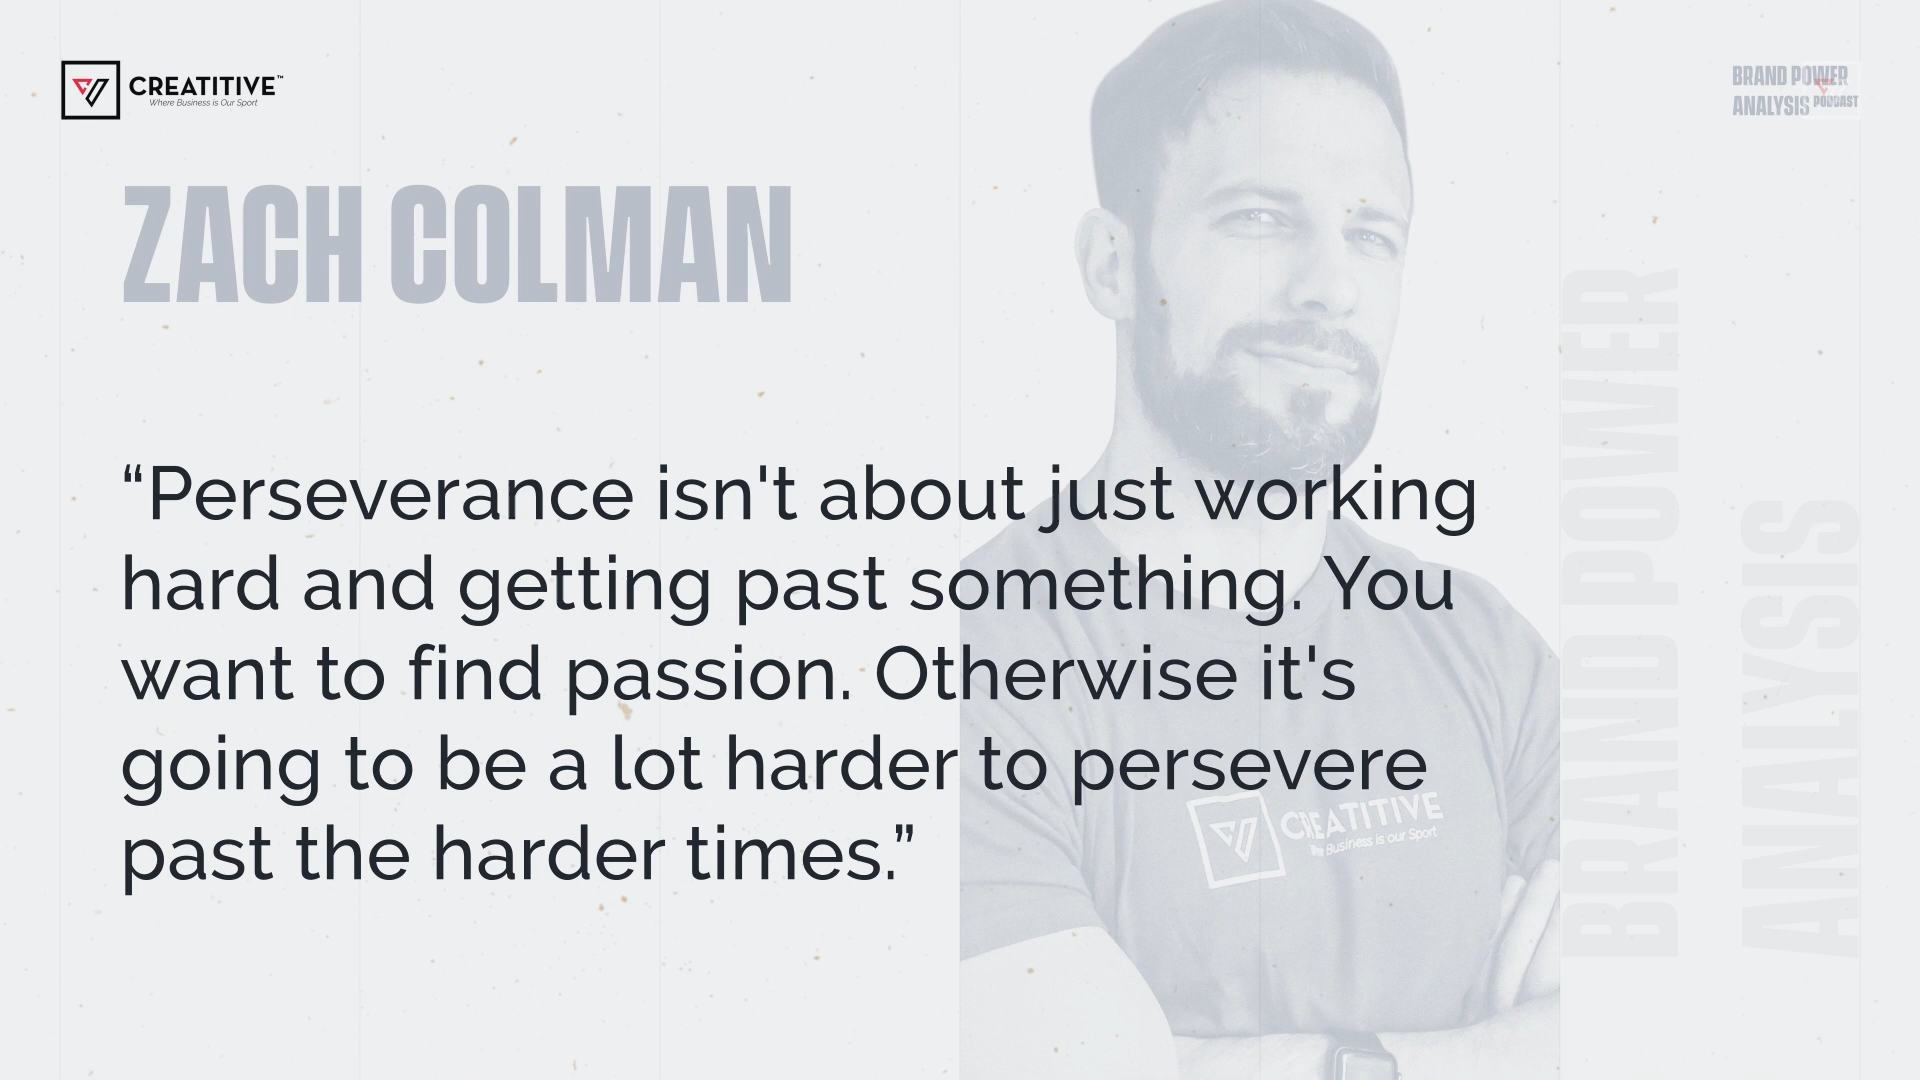 CREATITIVE™
Where Business is Our Sport
BRAND POWER
ANALYSIS PODCAST
ZACH COLMAN
“Perseverance isn't about just working
hard and getting past something. You
want to find passion. Otherwise it's
going to be a lot harder to persevere
past the harder times.”
CREATITIVE
Business is our Sport
BRAND POWER
ANALYSIS